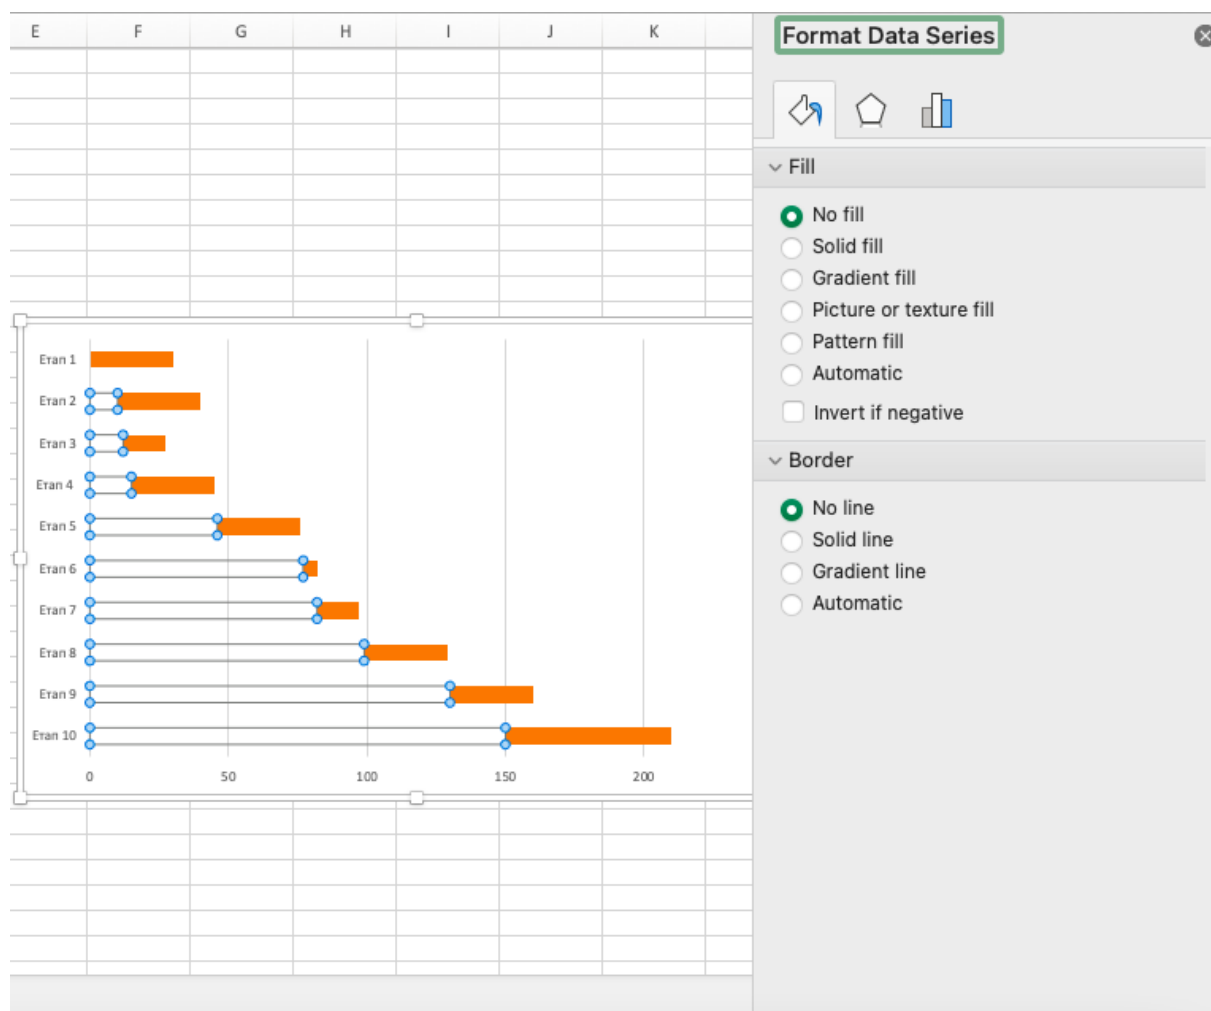 E F G H I J K
Format Data Series
Fill
No fill
Solid fill
Gradient fill
Picture or texture fill
Pattern fill
Automatic
Invert if negative
Border
No line
Solid line
Gradient line
Automatic
Етап 1
Етап 2
Етап 3
Етап 4
Етап 5
Етап 6
Етап 7
Етап 8
Етап 9
Етап 10
0 50 100 150 200